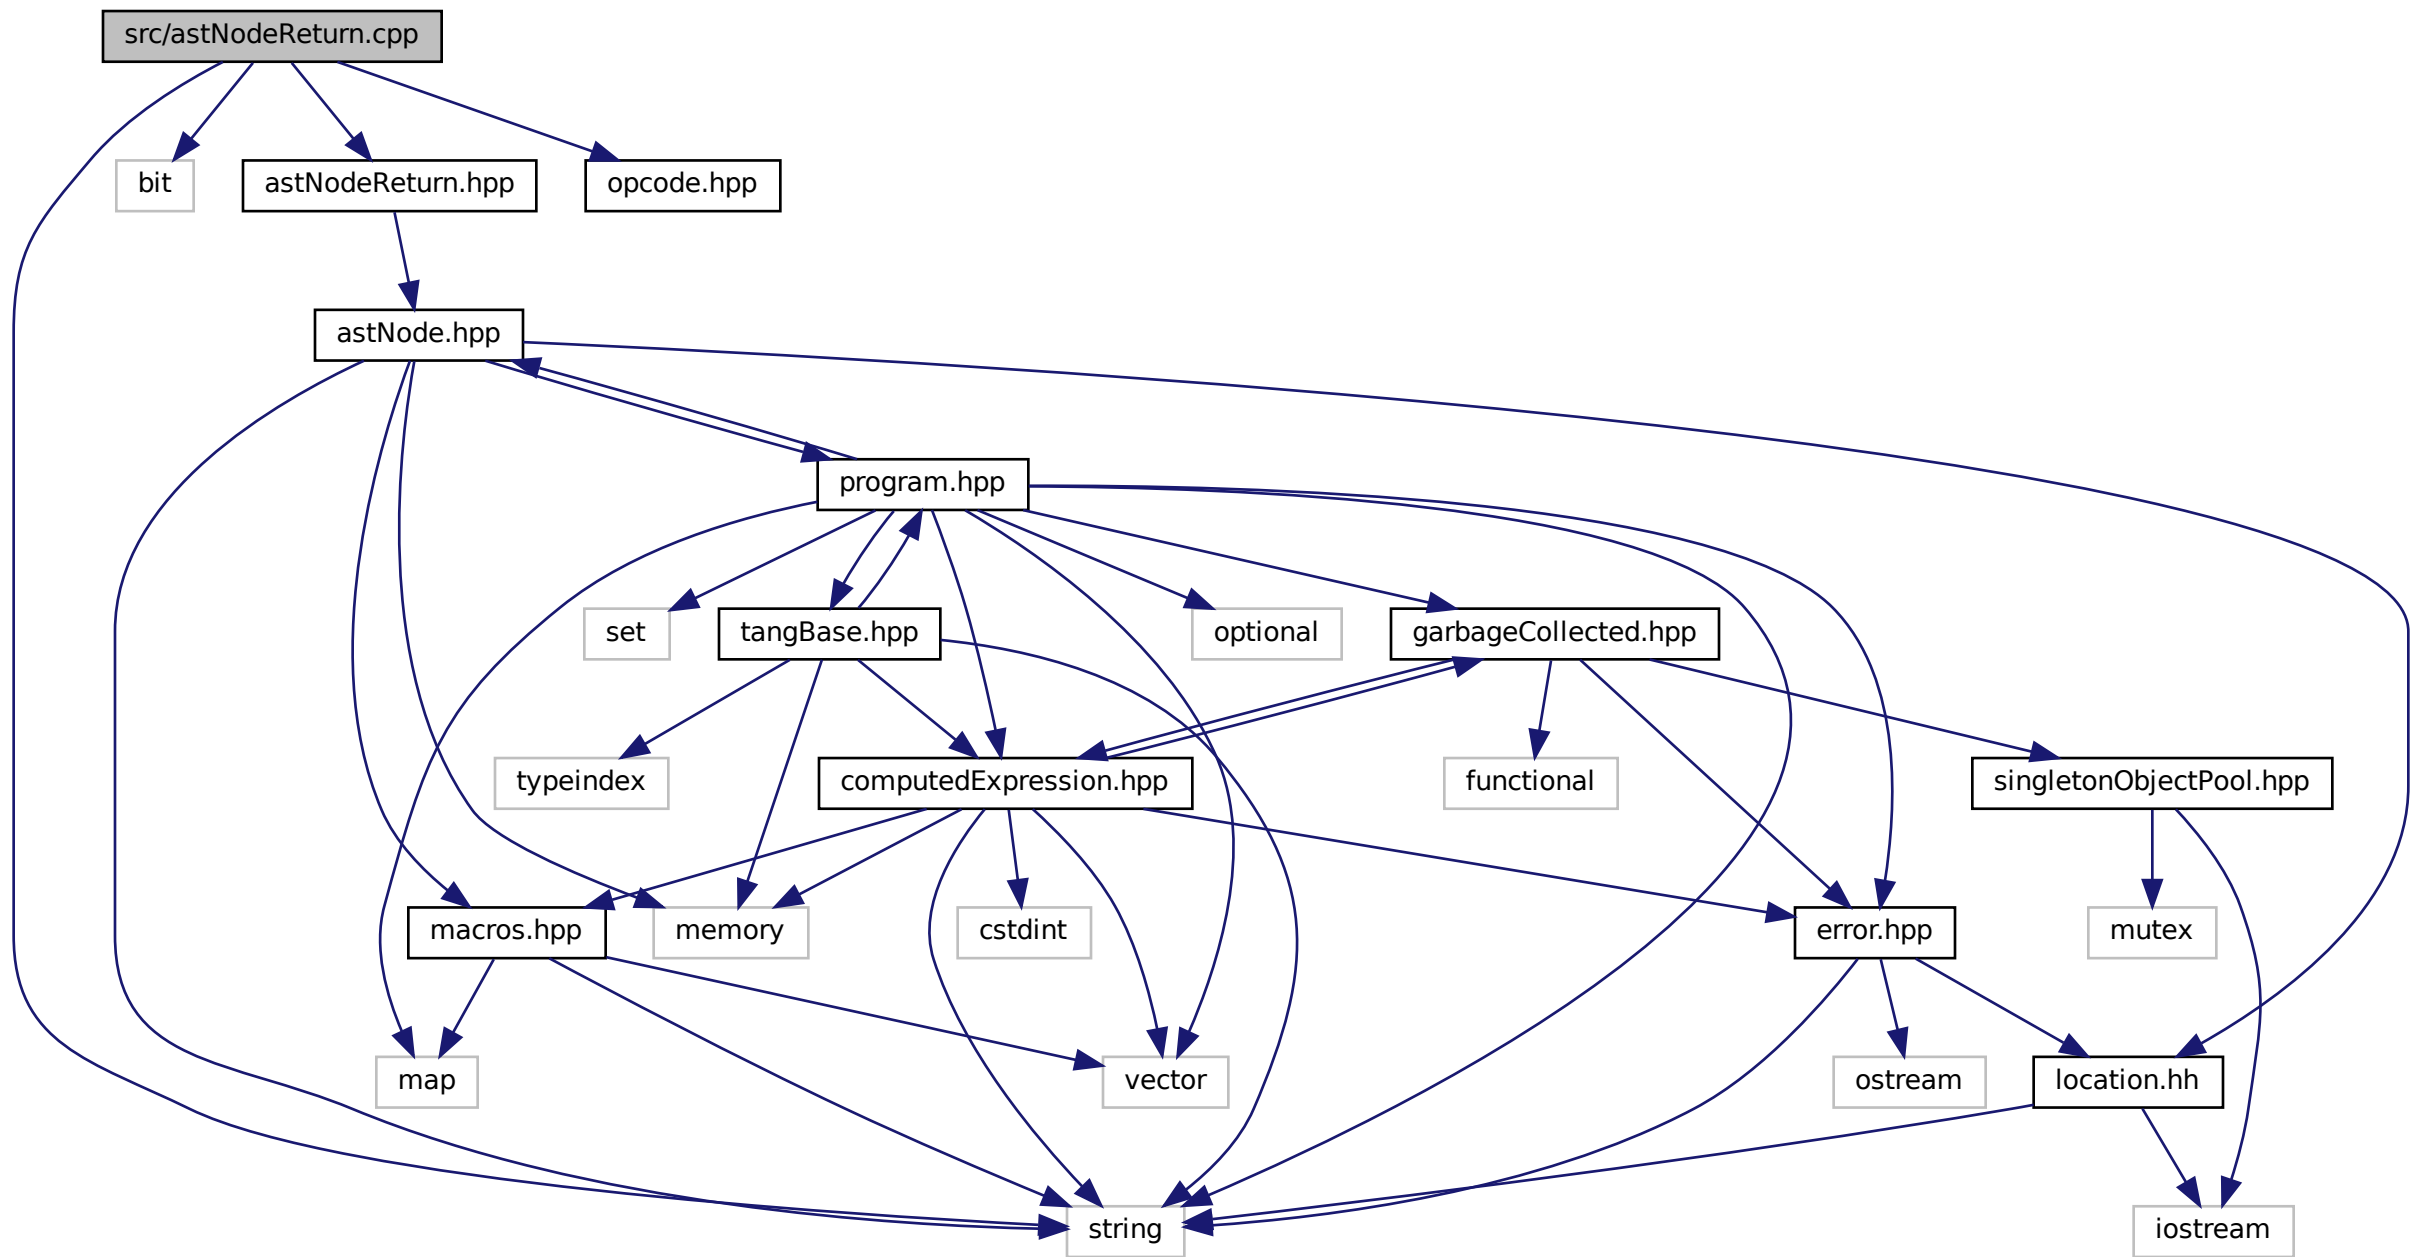 src/astNodeReturn.cpp
bit
astNodeReturn.hpp
opcode.hpp
astNode.hpp
program.hpp
set
tangBase.hpp
optional
garbageCollected.hpp
typeindex
computedExpression.hpp
functional
singletonObjectPool.hpp
macros.hpp
memory
cstdint
error.hpp
mutex
map
vector
ostream
location.hh
string
iostream